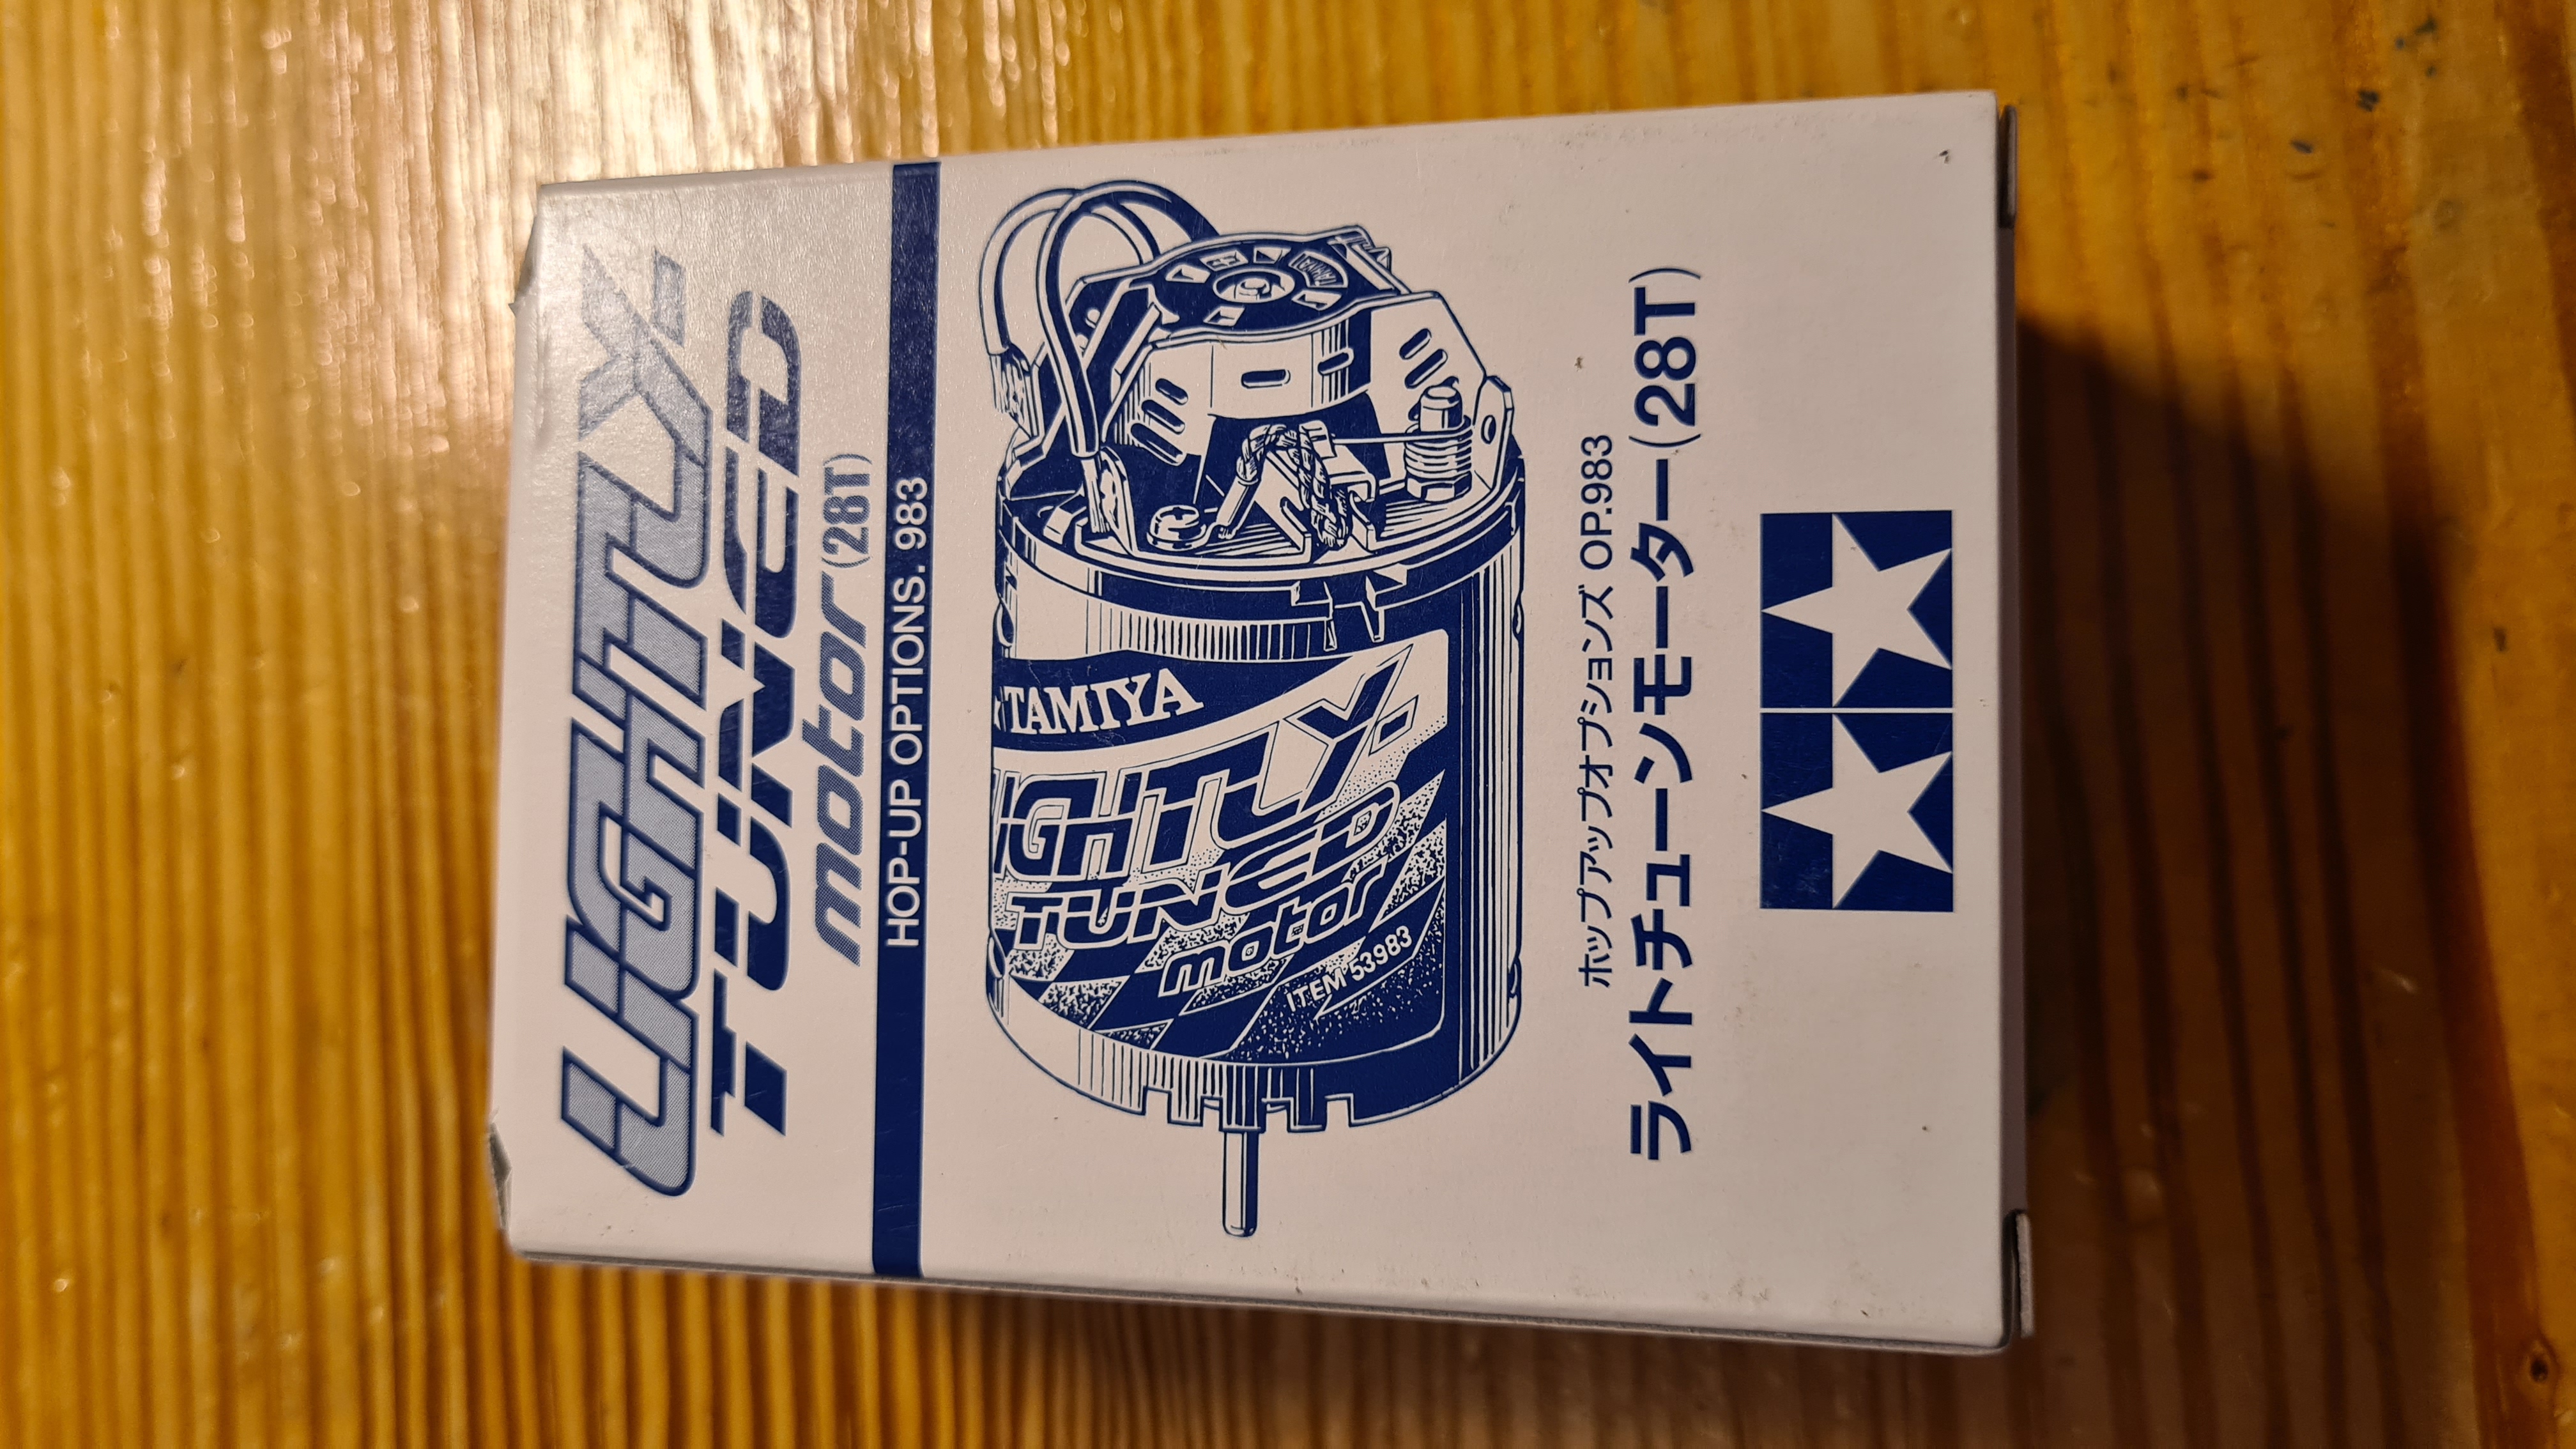 LIGHTLY-
TUNED
motor (28T)
HOP-UP OPTIONS. 983
TAMIYA
IGHTLY-
TUNED
motor
ITEM 53983
ホップアップオプションズ OP.983
ライトチューンモーター(28T)